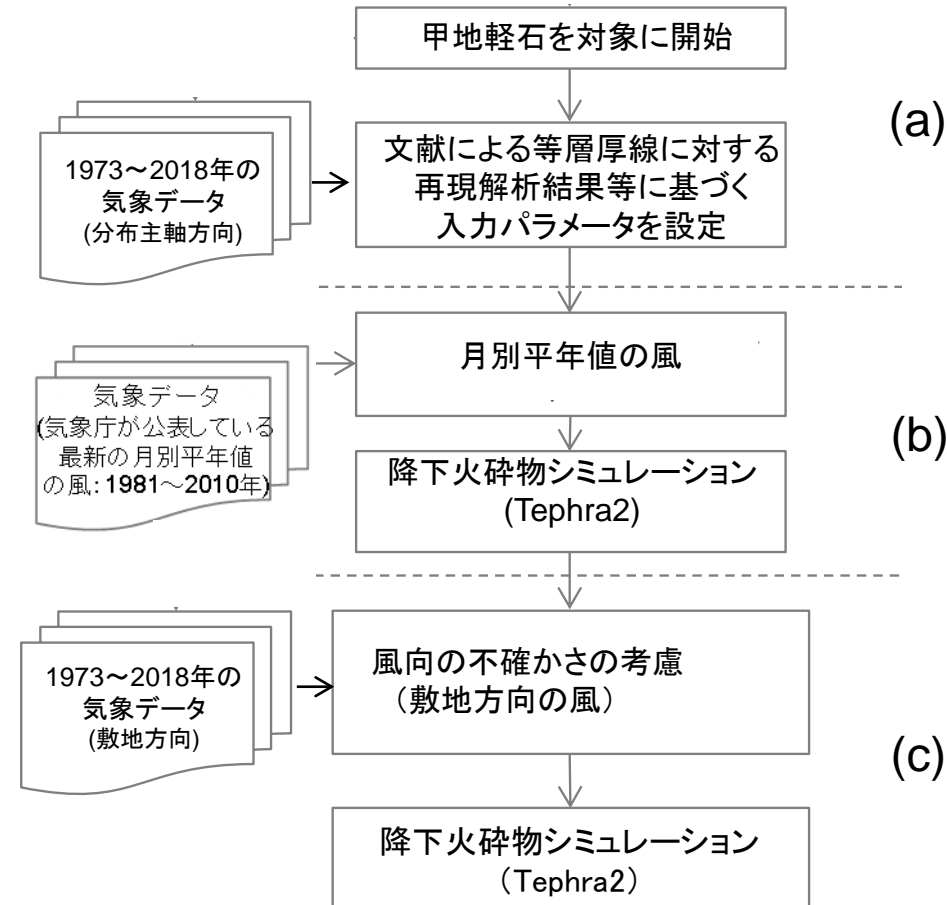 甲地軽石を対象に開始
(a)
1973～2018年の
気象データ
(分布主軸方向)
文献による等層厚線に対する
再現解析結果等に基づく
入力パラメータを設定
月別平年値の風
(b)
気象データ
(気象庁が公表している
最新の月別平年値
の風：1981～2010年)
降下火砕物シミュレーション
(Tephra2)
1973～2018年の
気象データ
(敷地方向)
風向の不確かさの考慮
（敷地方向の風）
(c)
降下火砕物シミュレーション
（Tephra2）